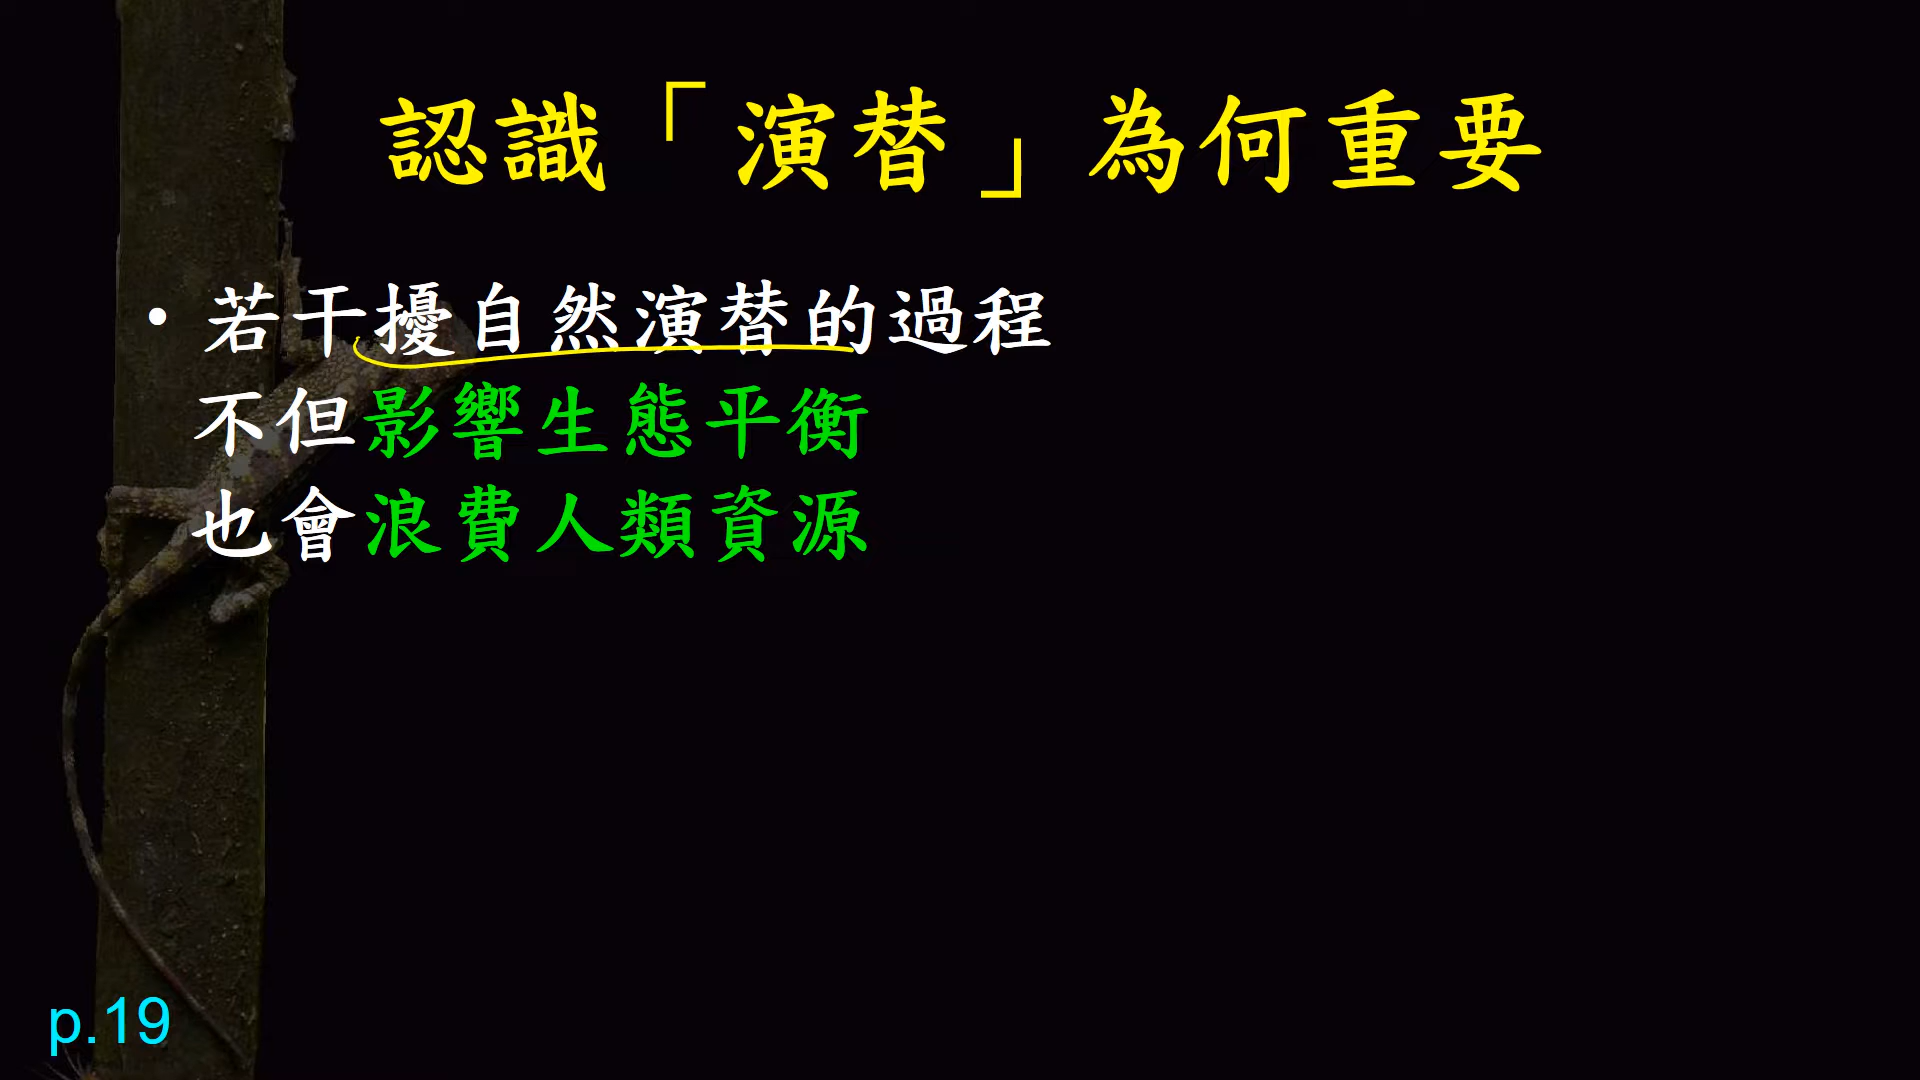 認識「演替」為何重要
•若干擾自然演替的過程
不但影響生態平衡
也會浪費人類資源
p.19